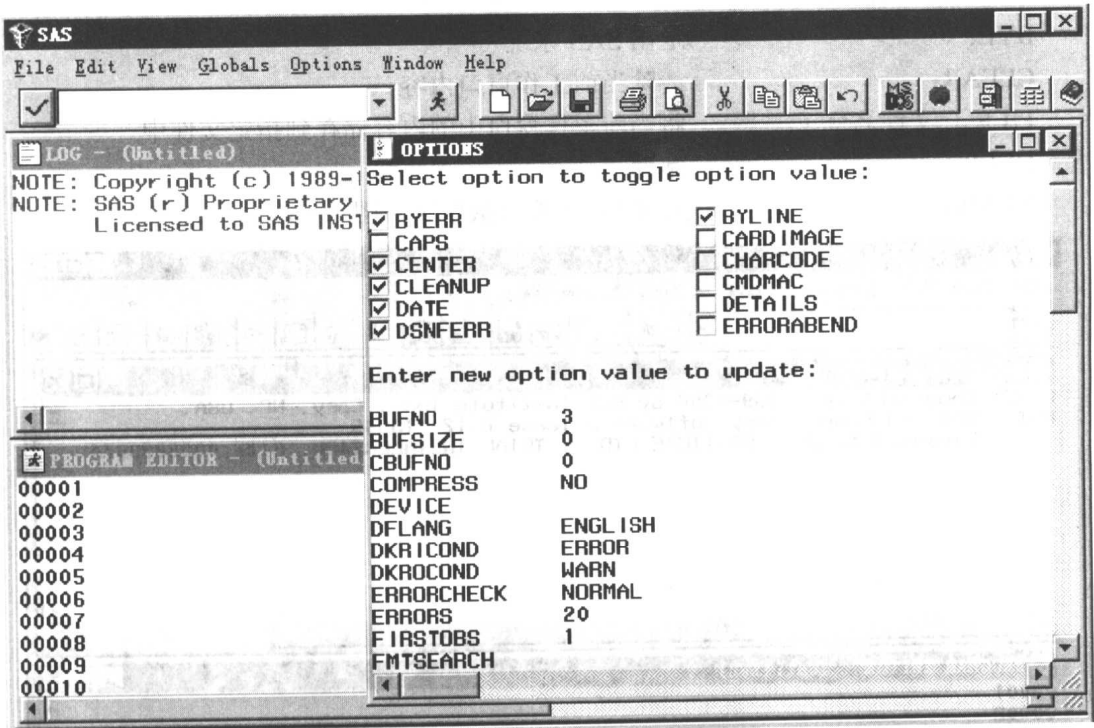 SAS
File Edit View Globals Options Window Help
LOG - (Untitled)
NOTE: Copyright (c) 1989-1
NOTE: SAS (r) Proprietary
Licensed to SAS INST
OPTIONS
Select option to toggle option value:
BYERR BYLINE
CAPS CARDIMAGE
CENTER CHARCODE
CLEANUP CMDMAC
DATE DETAILS
DSNFERR ERRORABEND
Enter new option value to update:
BUFNO 3
BUFSIZE 0
CBUFNO 0
COMPRESS NO
DEVICE
DFLANG ENGLISH
DKRICOND ERROR
DKROCOND WARN
ERRORCHECK NORMAL
ERRORS 20
FIRSTOBS 1
FMTSEARCH
PROGRAM EDITOR - (Untitled
00001
00002
00003
00004
00005
00006
00007
00008
00009
00010